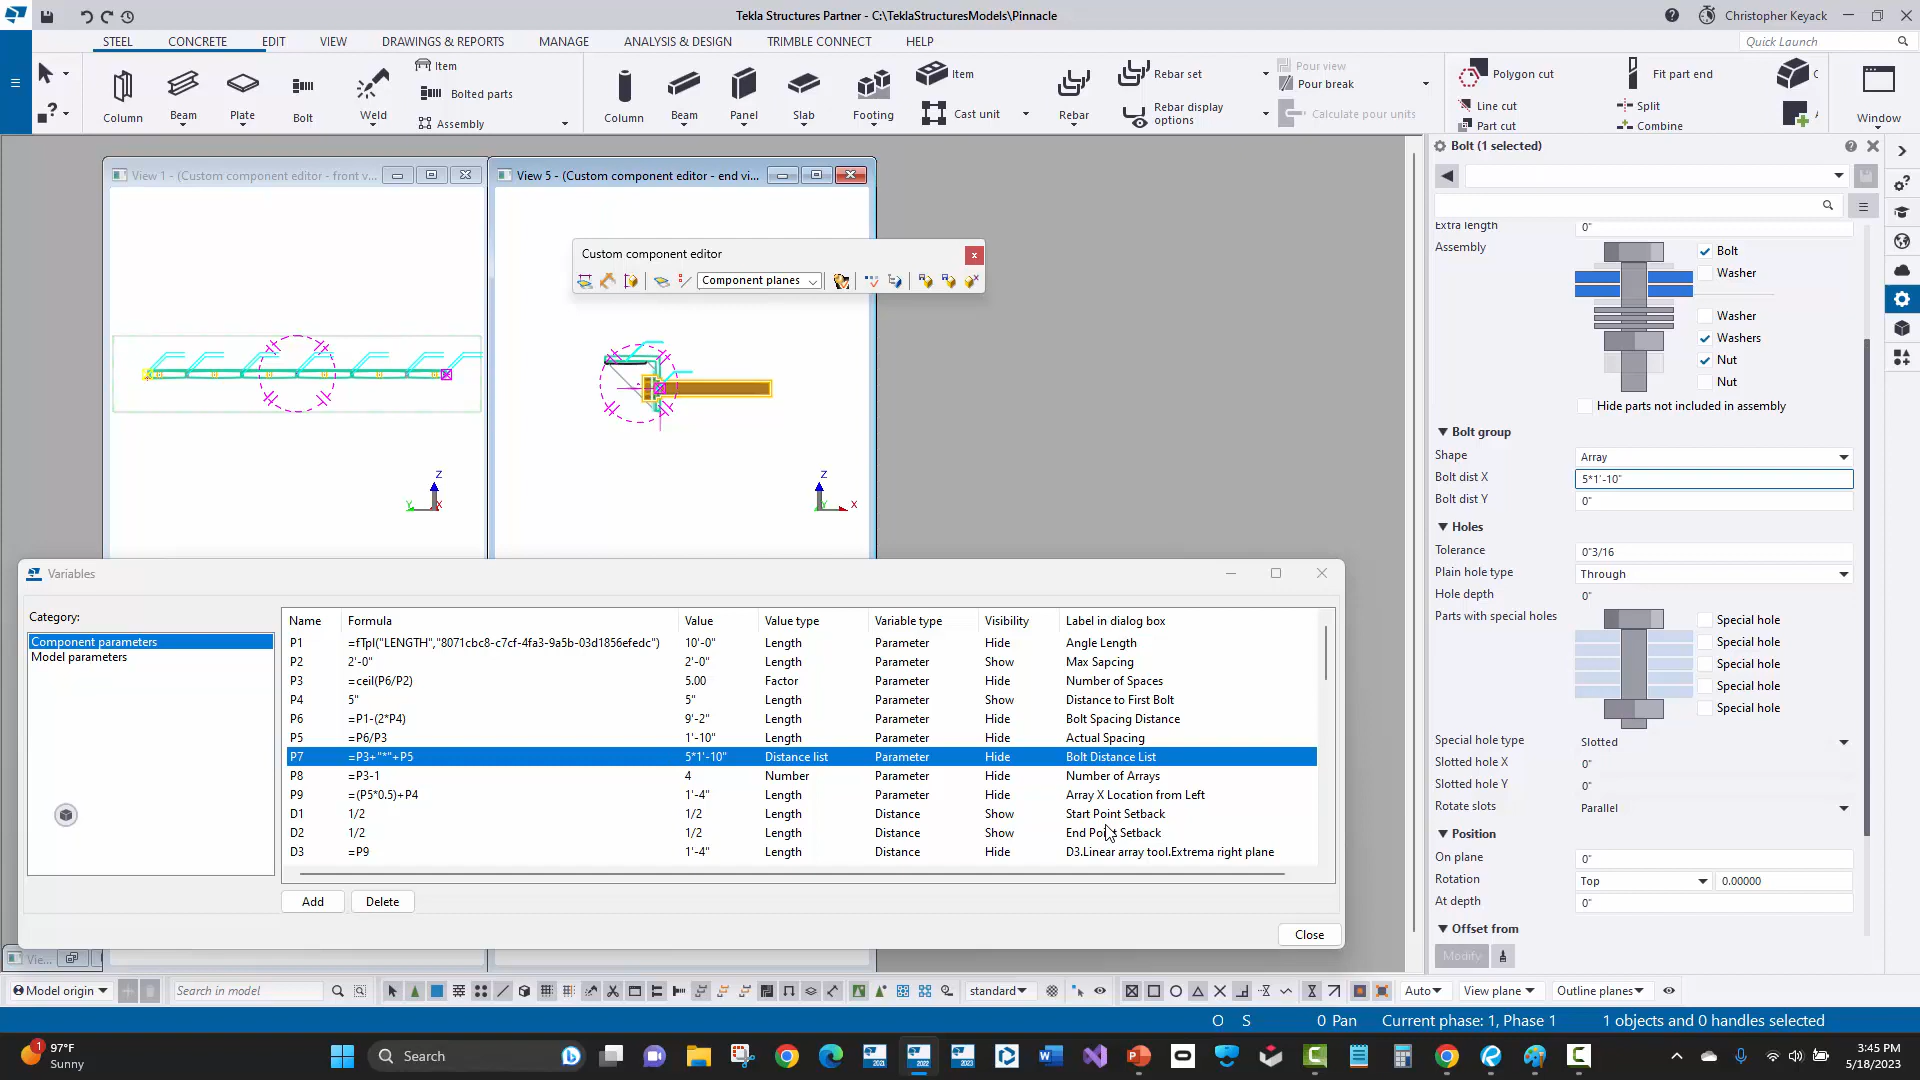 Tekla Structures Partner - C:\TeklaStructuresModels\Pinnacle
Christopher Keyack
STEEL CONCRETE EDIT VIEW DRAWINGS & REPORTS MANAGE ANALYSIS & DESIGN TRIMBLE CONNECT HELP
Quick Launch
Column Beam Plate Bolt Weld
Item
Bolted parts
Assembly
Column Beam Panel Slab Footing
Item
Cast unit
Rebar
Rebar set
Rebar display options
Pour view
Pour break
Calculate pour units
Polygon cut
Line cut
Part cut
Fit part end
Split
Combine
Window
View 1 - (Custom component editor - front v...
View 5 - (Custom component editor - end vi...
Custom component editor
Component planes
Z
Y X
Z
Y X
Bolt (1 selected)
Extra length 0"
Assembly
Bolt
Washer
Washer
Washers
Nut
Nut
Hide parts not included in assembly
Bolt group
Shape Array
Bolt dist X 5*1'-10"
Bolt dist Y 0"
Holes
Tolerance 0"3/16
Plain hole type Through
Hole depth 0"
Parts with special holes
Special hole
Special hole
Special hole
Special hole
Special hole
Special hole type Slotted
Slotted hole X 0"
Slotted hole Y 0"
Rotate slots Parallel
Position
On plane 0"
Rotation Top 0.00000
At depth 0"
Offset from
Modify
Variables
Category:
Component parameters
Model parameters
Name Formula Value Value type Variable type Visibility Label in dialog box
P1 =fTpl("LENGTH","8071cbc8-c7cf-4fa3-9a5b-03d1856efedc") 10'-0" Length Parameter Hide Angle Length
P2 2'-0" 2'-0" Length Parameter Show Max Sapcing
P3 =ceil(P6/P2) 5.00 Factor Parameter Hide Number of Spaces
P4 5" 5" Length Parameter Show Distance to First Bolt
P6 =P1-(2*P4) 9'-2" Length Parameter Hide Bolt Spacing Distance
P5 =P6/P3 1'-10" Length Parameter Hide Actual Spacing
P7 =P3+"*"+P5 5*1'-10" Distance list Parameter Hide Bolt Distance List
P8 =P3-1 4 Number Parameter Hide Number of Arrays
P9 =(P5*0.5)+P4 1'-4" Length Parameter Hide Array X Location from Left
D1 1/2 1/2 Length Distance Show Start Point Setback
D2 1/2 1/2 Length Distance Show End Point Setback
D3 =P9 1'-4" Length Distance Hide D3.Linear array tool.Extrema right plane
Add Delete
Close
Vie...
Model origin
Search in model
standard
Auto View plane Outline planes
O S 0 Pan Current phase: 1, Phase 1 1 objects and 0 handles selected
97°F
Sunny
Search
3:45 PM
5/18/2023